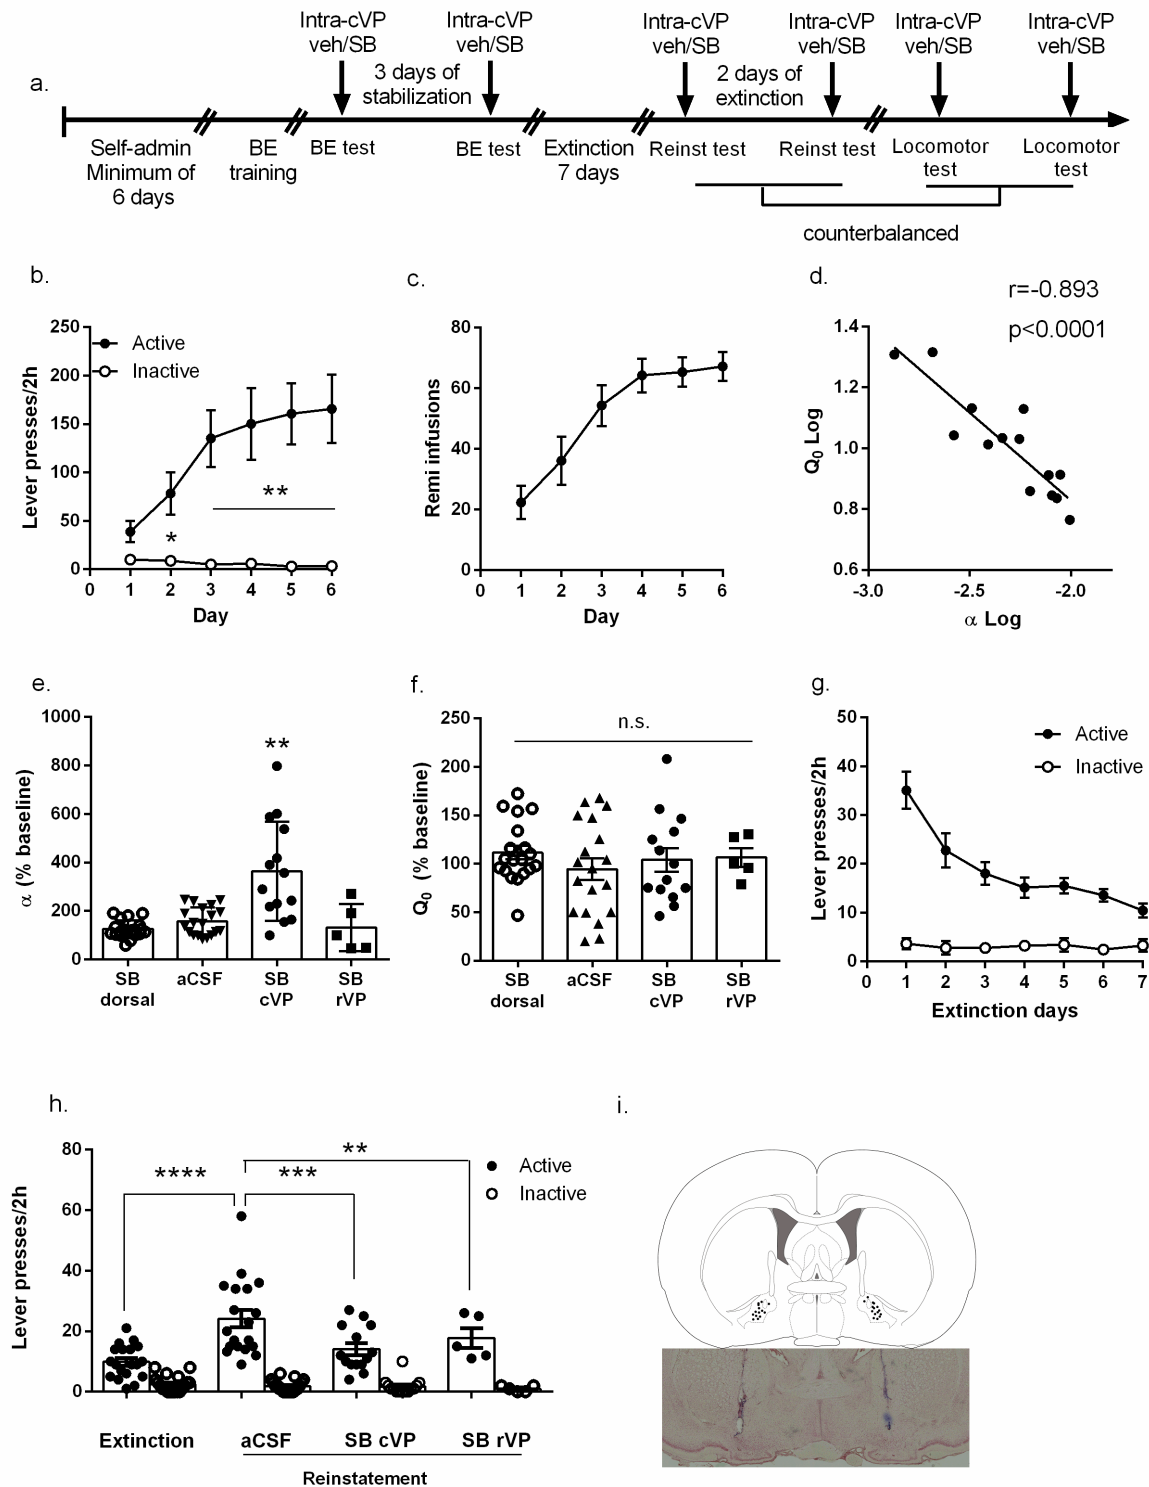 a.
Intra-cVP Intra-cVP Intra-cVP Intra-cVP Intra-cVP Intra-cVP
veh/SB veh/SB veh/SB veh/SB veh/SB veh/SB
3 days of
stabilization
2 days of
extinction
Self-admin
Minimum of
6 days
BE
training
BE test
BE test
Extinction
7 days
Reinst test
Reinst test
Locomotor
test
Locomotor
test
counterbalanced
b.
Lever presses/2h
250
200
150
100
50
0
Active
Inactive
**
*
0 1 2 3 4 5 6
Day
c.
Remi infusions
80
60
40
20
0
0 1 2 3 4 5 6
Day
d.
r=-0.893
p<0.0001
Q₀ Log
1.4
1.2
1.0
0.8
0.6
-3.0 -2.5 -2.0
α Log
e.
α (% baseline)
1000
800
600
400
200
0
**
SB
dorsal
aCSF
SB
cVP
SB
rVP
f.
Q₀ (% baseline)
250
200
150
100
50
0
n.s.
SB
dorsal
aCSF
SB
cVP
SB
rVP
g.
Lever presses/2h
50
40
30
20
10
0
Active
Inactive
0 1 2 3 4 5 6 7
Extinction days
h.
Lever presses/2h
80
60
40
20
0
****
***
**
Active
Inactive
Extinction aCSF SB cVP SB rVP
Reinstatement
i.